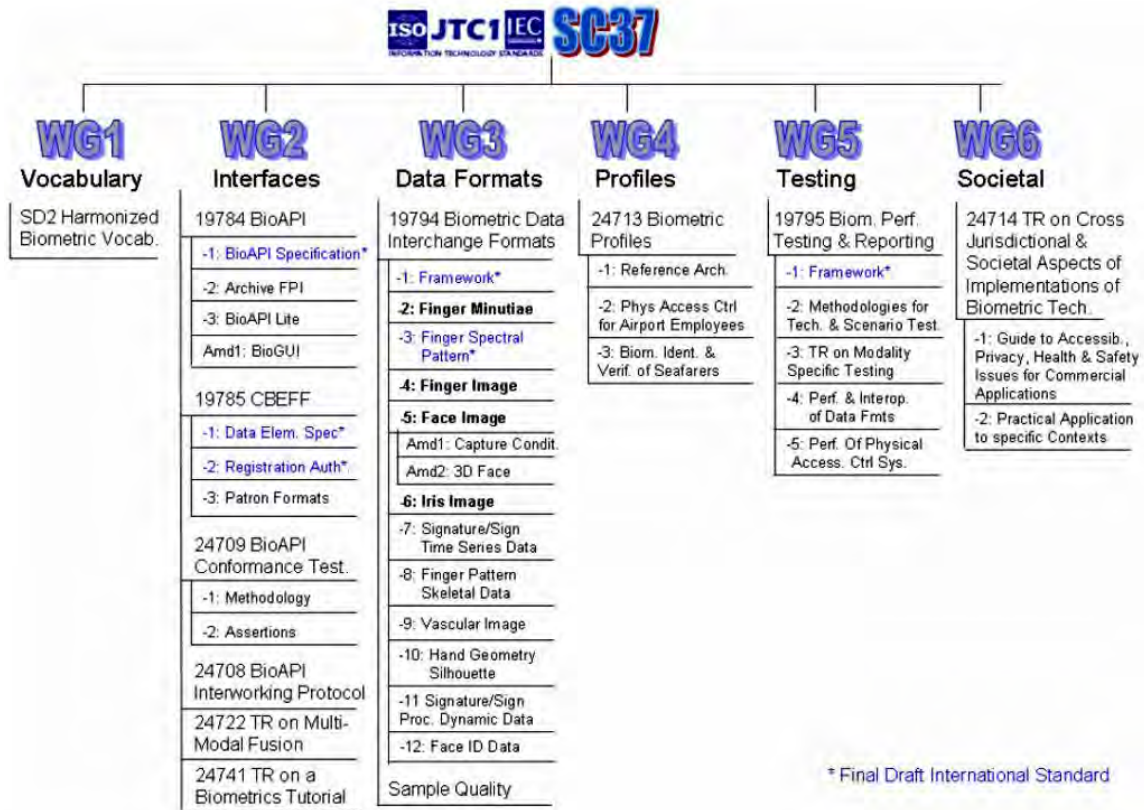 ISO JTC1 IEC SC37
INFORMATION TECHNOLOGY STANDARDS
WG1
Vocabulary
SD2 Harmonized
Biometric Vocab.
WG2
Interfaces
19784 BioAPI
-1: BioAPI Specification*
-2: Archive FPI
-3: BioAPI Lite
Amd1: BioGUI
19785 CBEFF
-1: Data Elem. Spec*
-2: Registration Auth*
-3: Patron Formats
24709 BioAPI
Conformance Test.
-1: Methodology
-2: Assertions
24708 BioAPI
Interworking Protocol
24722 TR on Multi-
Modal Fusion
24741 TR on a
Biometrics Tutorial
WG3
Data Formats
19794 Biometric Data
Interchange Formats
-1: Framework*
-2: Finger Minutiae
-3: Finger Spectral
Pattern*
-4: Finger Image
-5: Face Image
Amd1: Capture Condit.
Amd2: 3D Face
-6: Iris Image
-7: Signature/Sign
Time Series Data
-8: Finger Pattern
Skeletal Data
-9: Vascular Image
-10: Hand Geometry
Silhouette
-11 Signature/Sign
Proc. Dynamic Data
-12: Face ID Data
Sample Quality
WG4
Profiles
24713 Biometric
Profiles
-1: Reference Arch.
-2: Phys Access Ctrl
for Airport Employees
-3: Biom. Ident. &
Verif. of Seafarers
WG5
Testing
19795 Biom. Perf.
Testing & Reporting
-1: Framework*
-2: Methodologies for
Tech. & Scenario Test.
-3: TR on Modality
Specific Testing
-4: Perf. & Interop.
of Data Fmts
-5: Perf. Of Physical
Access. Ctrl Sys.
WG6
Societal
24714 TR on Cross
Jurisdictional &
Societal Aspects of
Implementations of
Biometric Tech.
-1: Guide to Accessib.,
Privacy, Health & Safety
Issues for Commercial
Applications
-2: Practical Application
to specific Contexts
* Final Draft International Standard